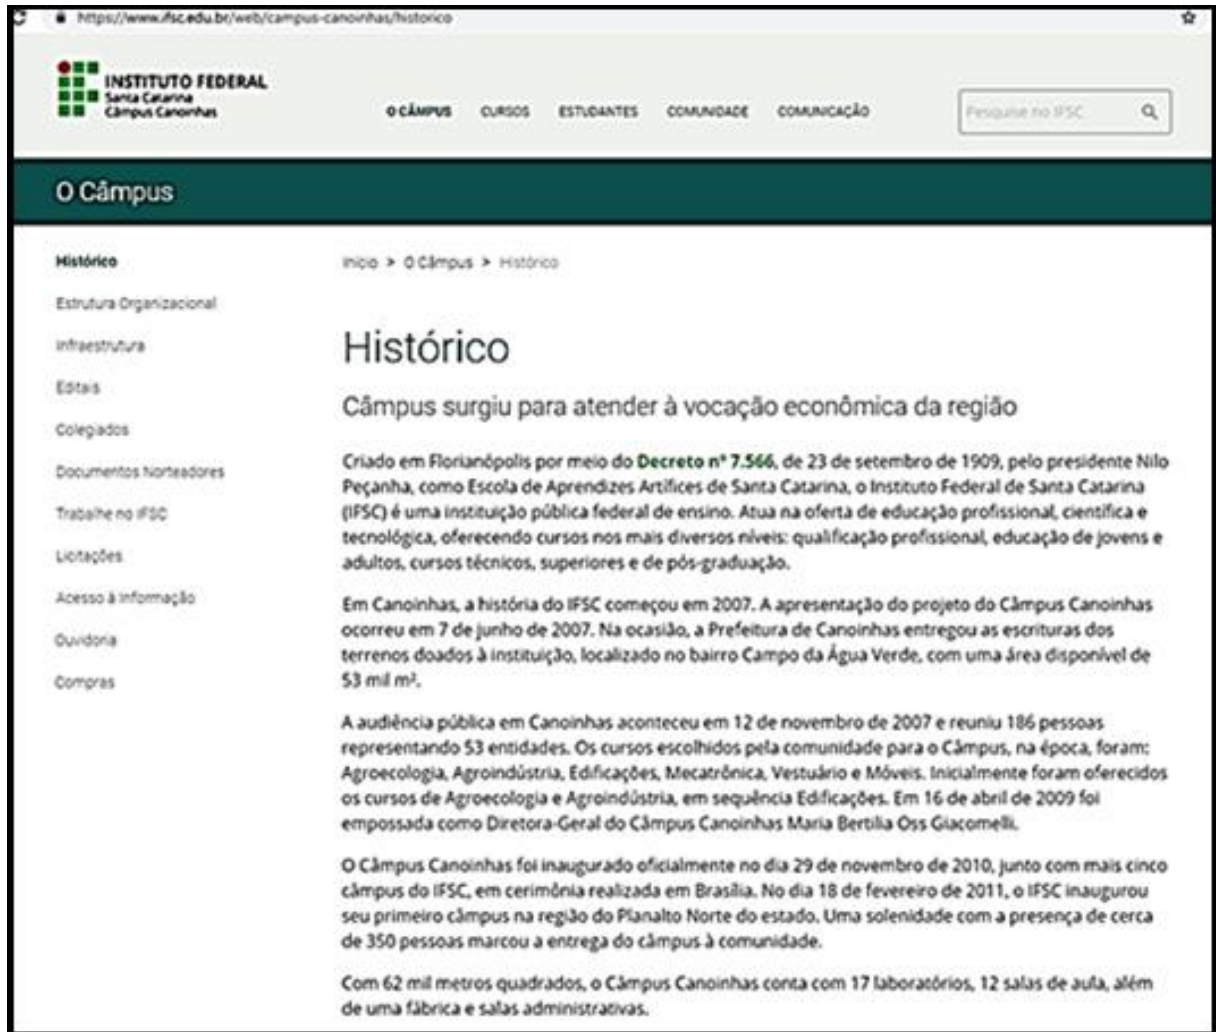 https://www.ifsc.edu.br/web/campus-canoinhas/historico
INSTITUTO FEDERAL
Santa Catarina
Câmpus Canoinhas
O CÂMPUS CURSOS ESTUDANTES COMUNIDADE COMUNICAÇÃO Pesquise no IFSC
O Câmpus
Histórico
Estrutura Organizacional
Infraestrutura
Editais
Colegiados
Documentos Norteadores
Trabalhe no IFSC
Licitações
Acesso à Informação
Ouvidoria
Compras
Início > O Câmpus > Histórico
Histórico
Câmpus surgiu para atender à vocação econômica da região
Criado em Florianópolis por meio do Decreto nº 7.566, de 23 de setembro de 1909, pelo presidente Nilo
Peçanha, como Escola de Aprendizes Artífices de Santa Catarina, o Instituto Federal de Santa Catarina
(IFSC) é uma instituição pública federal de ensino. Atua na oferta de educação profissional, científica e
tecnológica, oferecendo cursos nos mais diversos níveis: qualificação profissional, educação de jovens e
adultos, cursos técnicos, superiores e de pós-graduação.
Em Canoinhas, a história do IFSC começou em 2007. A apresentação do projeto do Câmpus Canoinhas
ocorreu em 7 de junho de 2007. Na ocasião, a Prefeitura de Canoinhas entregou as escrituras dos
terrenos doados à instituição, localizado no bairro Campo da Água Verde, com uma área disponível de
53 mil m².
A audiência pública em Canoinhas aconteceu em 12 de novembro de 2007 e reuniu 186 pessoas
representando 53 entidades. Os cursos escolhidos pela comunidade para o Câmpus, na época, foram:
Agroecologia, Agroindústria, Edificações, Mecatrônica, Vestuário e Móveis. Inicialmente foram oferecidos
os cursos de Agroecologia e Agroindústria, em sequência Edificações. Em 16 de abril de 2009 foi
empossada como Diretora-Geral do Câmpus Canoinhas Maria Bertilia Oss Giacomelli.
O Câmpus Canoinhas foi inaugurado oficialmente no dia 29 de novembro de 2010, junto com mais cinco
câmpus do IFSC, em cerimônia realizada em Brasília. No dia 18 de fevereiro de 2011, o IFSC inaugurou
seu primeiro câmpus na região do Planalto Norte do estado. Uma solenidade com a presença de cerca
de 350 pessoas marcou a entrega do câmpus à comunidade.
Com 62 mil metros quadrados, o Câmpus Canoinhas conta com 17 laboratórios, 12 salas de aula, além
de uma fábrica e salas administrativas.